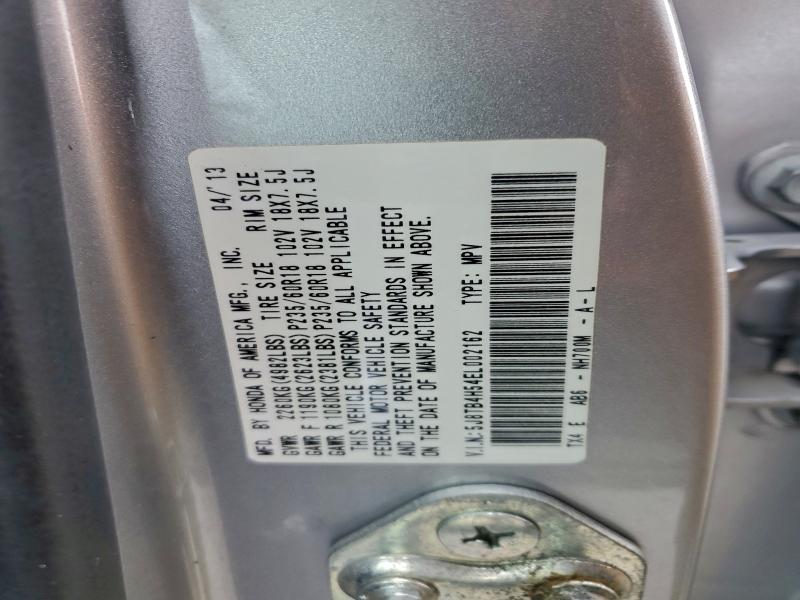 MFD. BY HONDA OF AMERICA MFG., INC. 04/'13
GVWR 2260KG(4982LBS) TIRE SIZE RIM SIZE
GAWR F 1190KG(2623LBS) P235/60R18 102V 18X7.5J
GAWR R 1080KG(2381LBS) P235/60R18 102V 18X7.5J
THIS VEHICLE CONFORMS TO ALL APPLICABLE
FEDERAL MOTOR VEHICLE SAFETY
AND THEFT PREVENTION STANDARDS IN EFFECT
ON THE DATE OF MANUFACTURE SHOWN ABOVE.
V.I.N: 5J8TB4H54EL002162 TYPE: MPV
TX4 E AB6 - NH700M - A - L